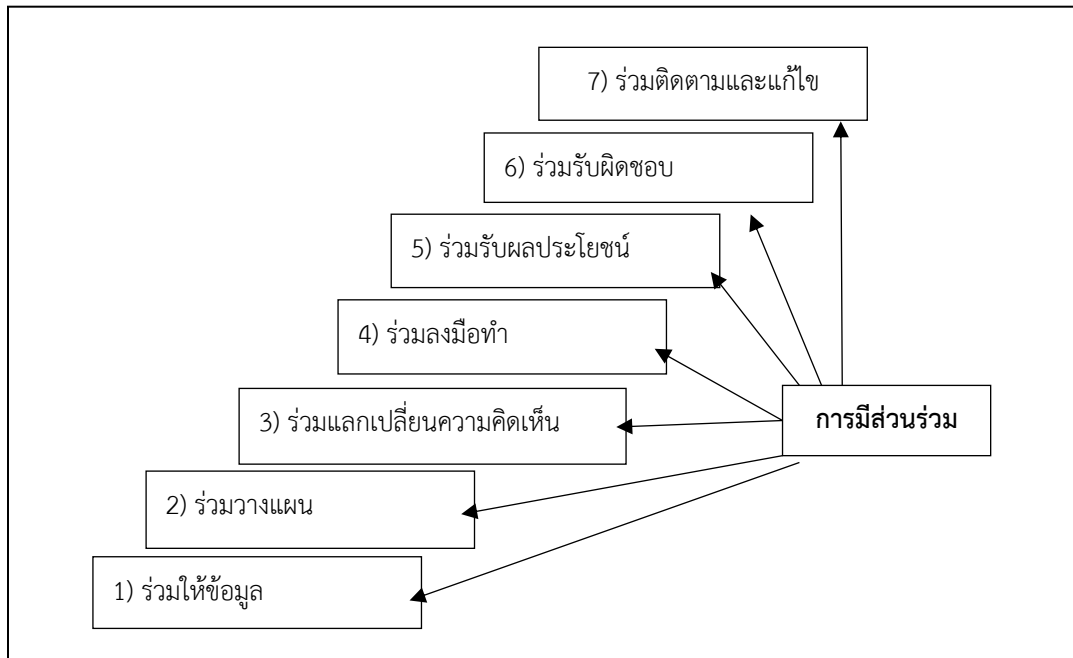 7) ร่วมติดตามและแก้ไข
6) ร่วมรับผิดชอบ
5) ร่วมรับผลประโยชน์
4) ร่วมลงมือทำ
การมีส่วนร่วม
3) ร่วมแลกเปลี่ยนความคิดเห็น
2) ร่วมวางแผน
1) ร่วมให้ข้อมูล